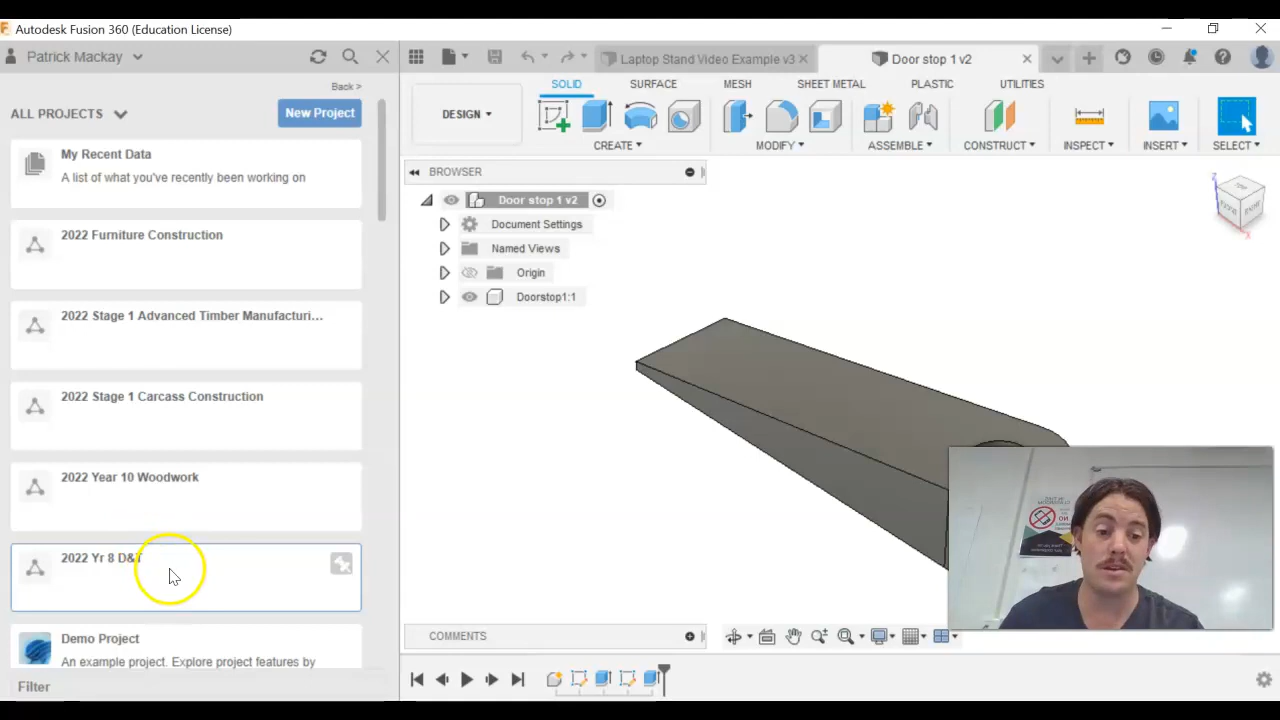 Autodesk Fusion 360 (Education License)
Patrick Mackay
Laptop Stand Video Example v3
Door stop 1 v2
Back >
ALL PROJECTS
New Project
My Recent Data
A list of what you've recently been working on
2022 Furniture Construction
2022 Stage 1 Advanced Timber Manufacturi...
2022 Stage 1 Carcass Construction
2022 Year 10 Woodwork
2022 Yr 8 D&T
Demo Project
An example project. Explore project features by
Filter
SOLID
SURFACE
MESH
SHEET METAL
PLASTIC
UTILITIES
DESIGN
CREATE
MODIFY
ASSEMBLE
CONSTRUCT
INSPECT
INSERT
SELECT
BROWSER
Door stop 1 v2
Document Settings
Named Views
Origin
Doorstop1:1
Z
TOP
X
COMMENTS